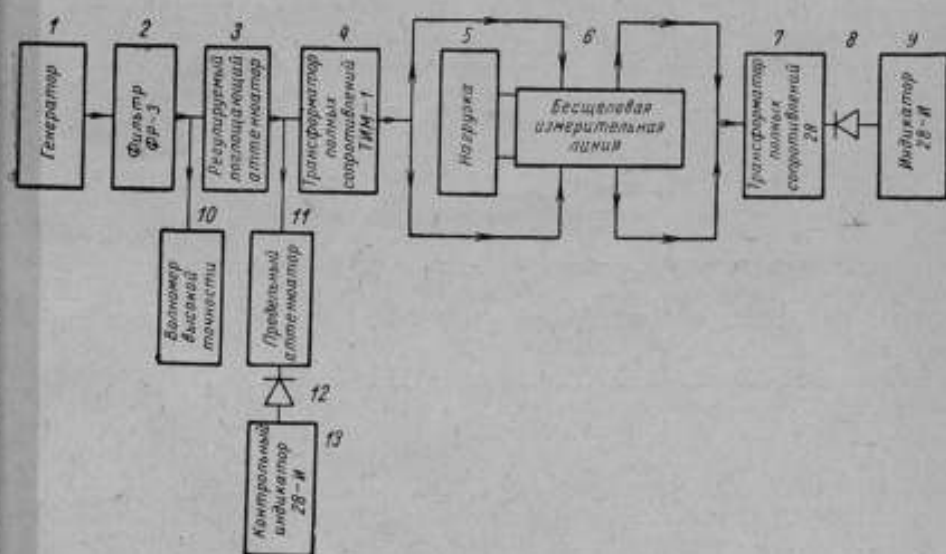 1
Генератор
2
Фильтр
ФР-3
3
Регулируемый
поглощающий
аттенюатор
4
Трансформатор
полных
сопротивлений
ТИМ-1
5
Нагрузка
6
Бесщелевая
измерительная
линия
7
Трансформатор
полных
сопротивлений
28
8
9
Индикатор
28-И
10
Волномер
высокой
точности
11
Предельный
аттенюатор
12
13
Контрольный
индикатор
28-И